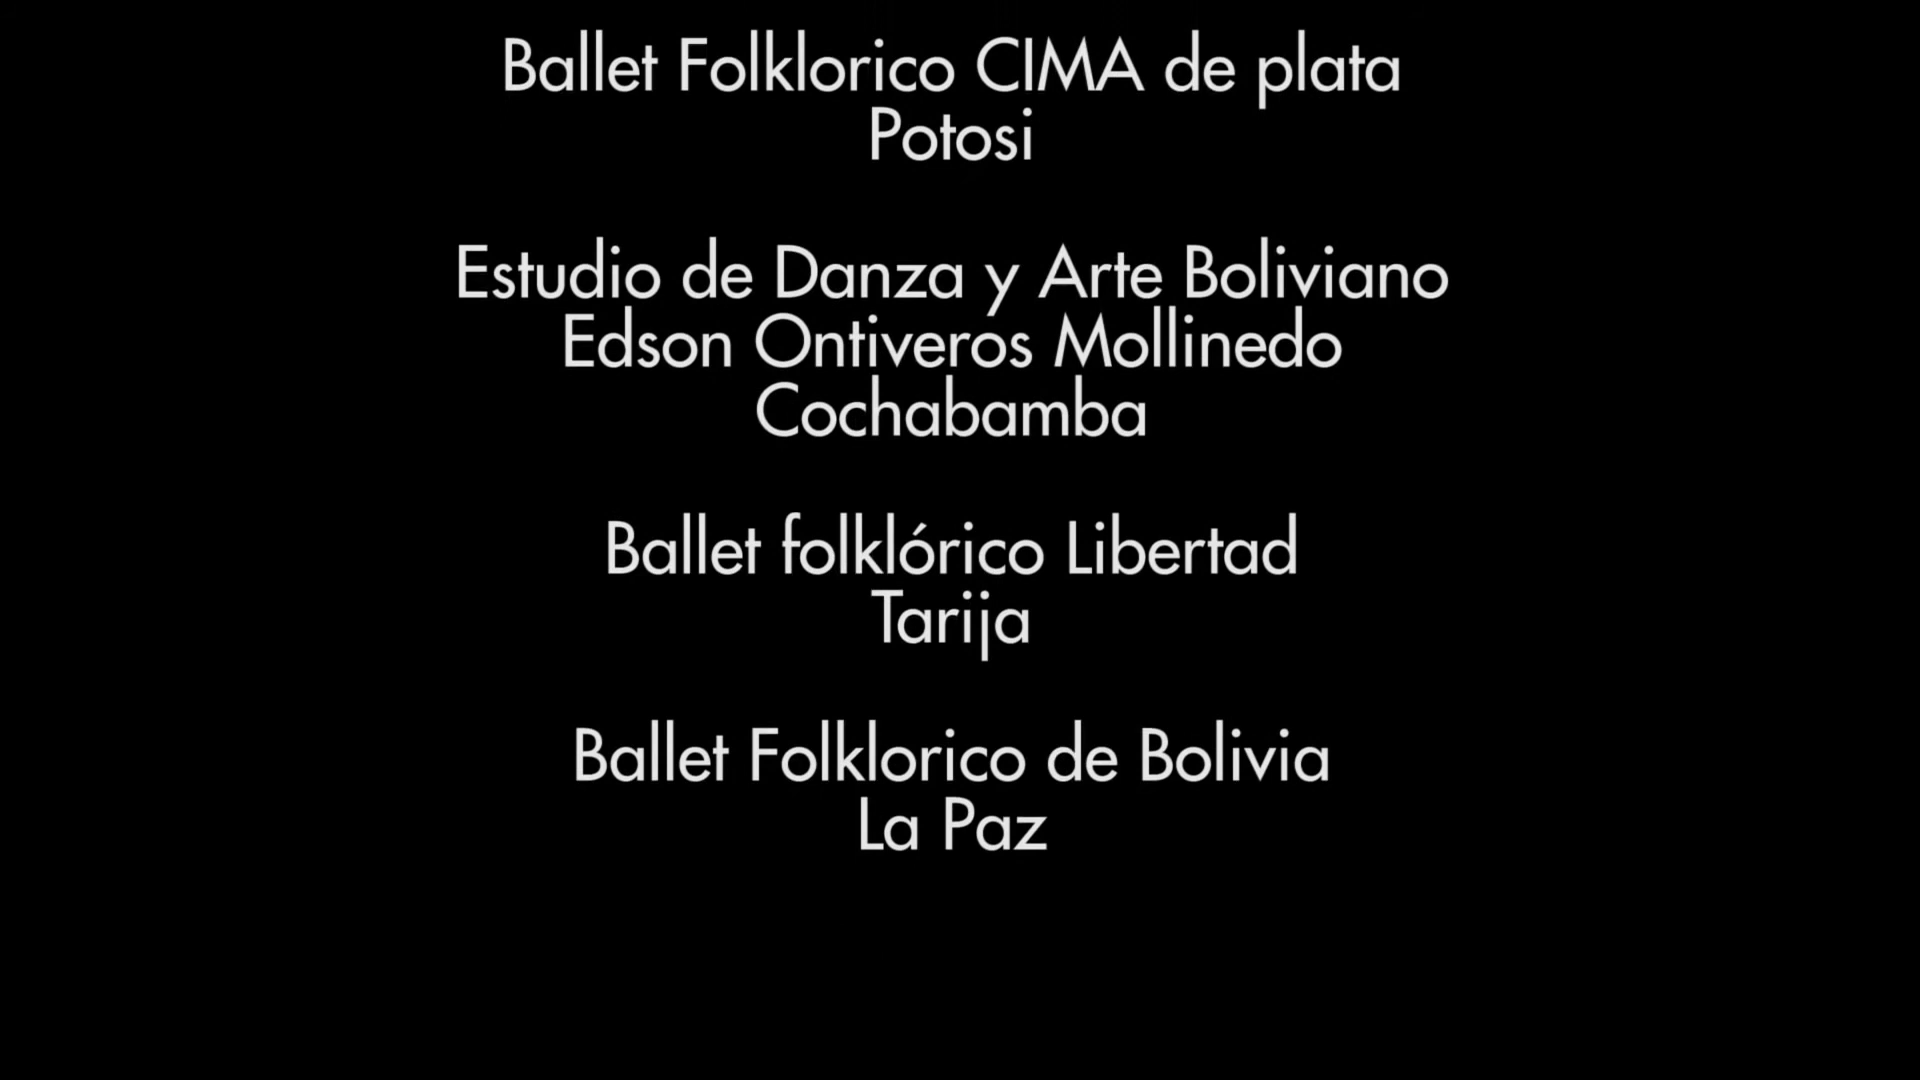 Ballet Folklorico CIMA de plata
Potosi
Estudio de Danza y Arte Boliviano
Edson Ontiveros Mollinedo
Cochabamba
Ballet folklórico Libertad
Tarija
Ballet Folklorico de Bolivia
La Paz